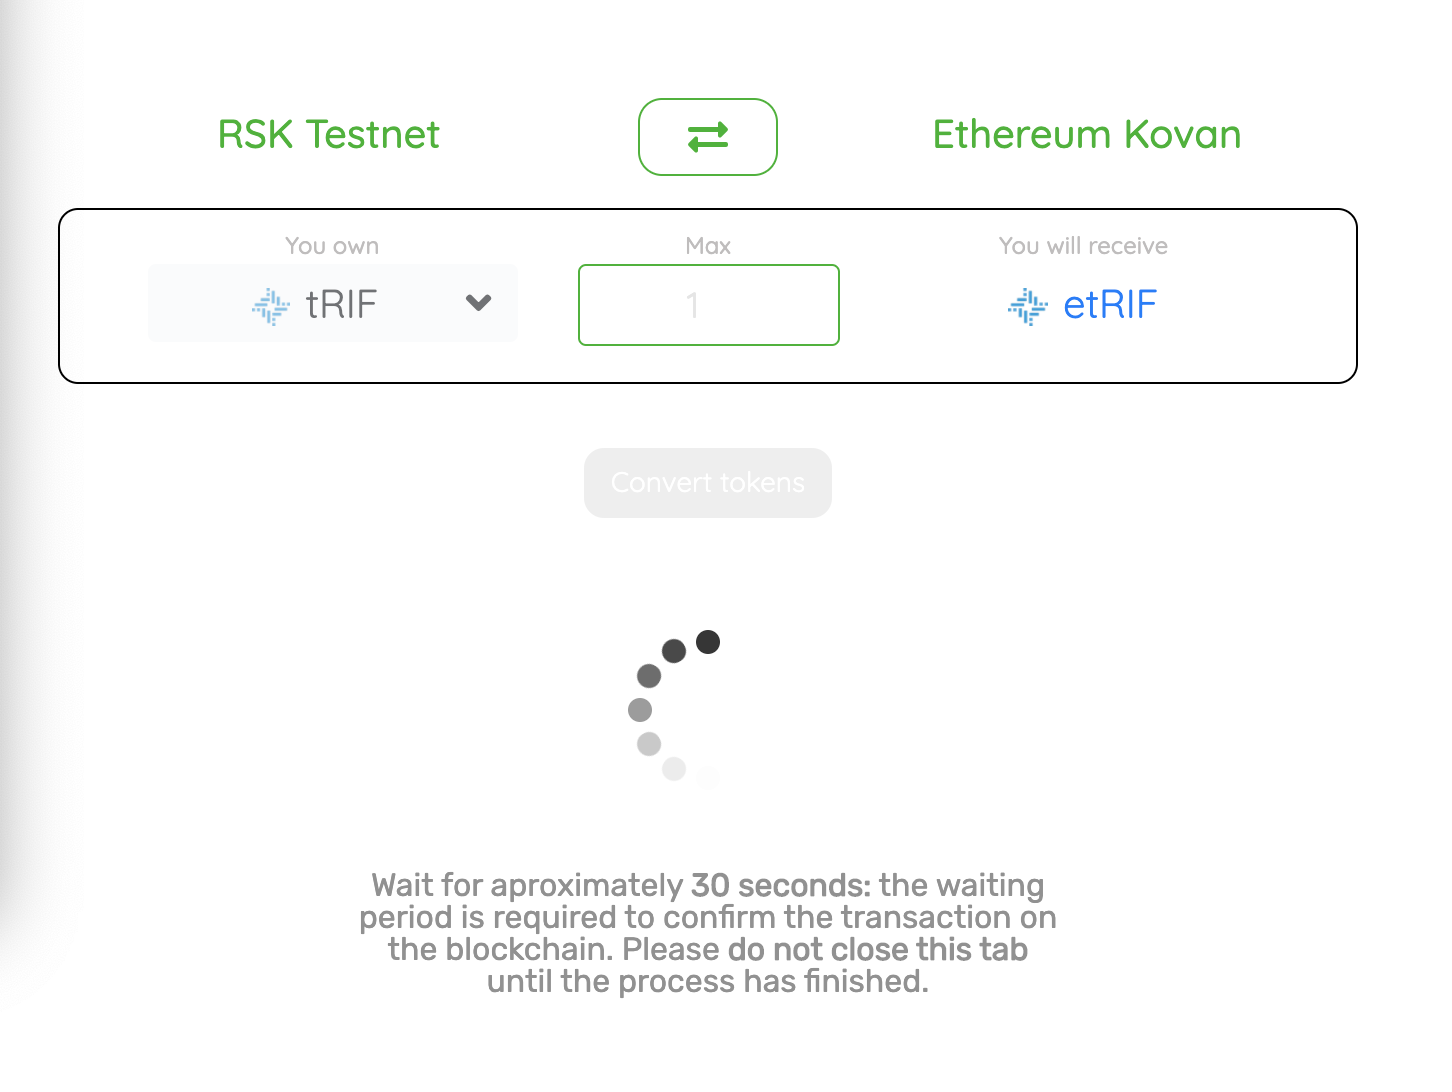 RSK Testnet
Ethereum Kovan
You own
Max
You will receive
tRIF
1
etRIF
Convert tokens
Wait for aproximately 30 seconds: the waiting
period is required to confirm the transaction on
the blockchain. Please do not close this tab
until the process has finished.